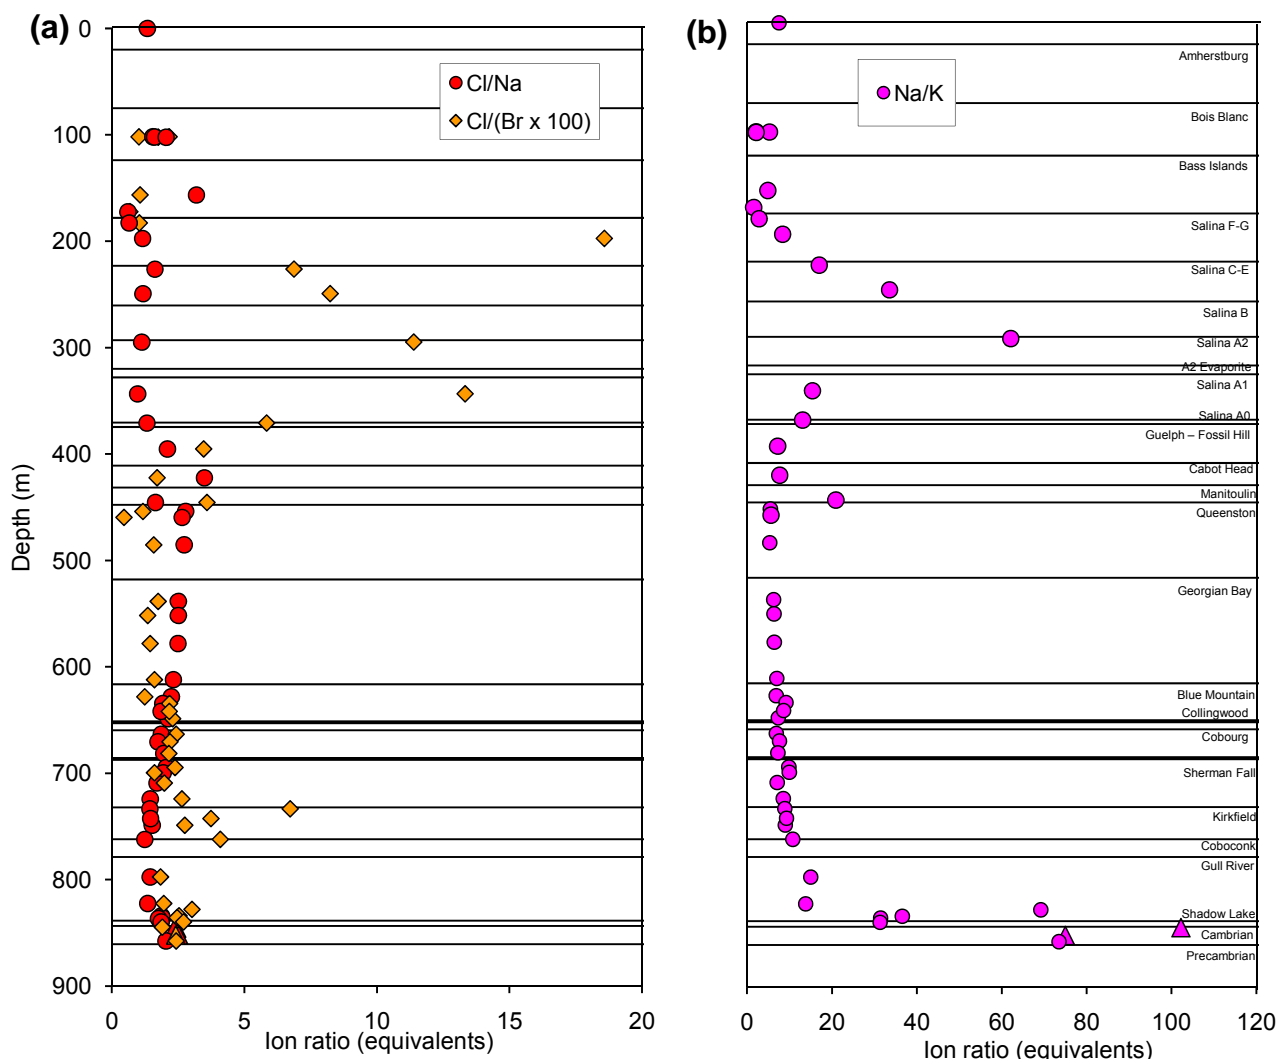 (a)
0
100
200
300
400
500
600
700
800
900
Depth (m)
Cl/Na
Cl/(Br x 100)
0
5
10
15
20
Ion ratio (equivalents)
(b)
Na/K
Amherstburg
Bois Blanc
Bass Islands
Salina F-G
Salina C-E
Salina B
Salina A2
A2 Evaporite
Salina A1
Salina A0
Guelph – Fossil Hill
Cabot Head
Manitoulin
Queenston
Georgian Bay
Blue Mountain
Collingwood
Cobourg
Sherman Fall
Kirkfield
Coboconk
Gull River
Shadow Lake
Cambrian
Precambrian
0
20
40
60
80
100
120
Ion ratio (equivalents)